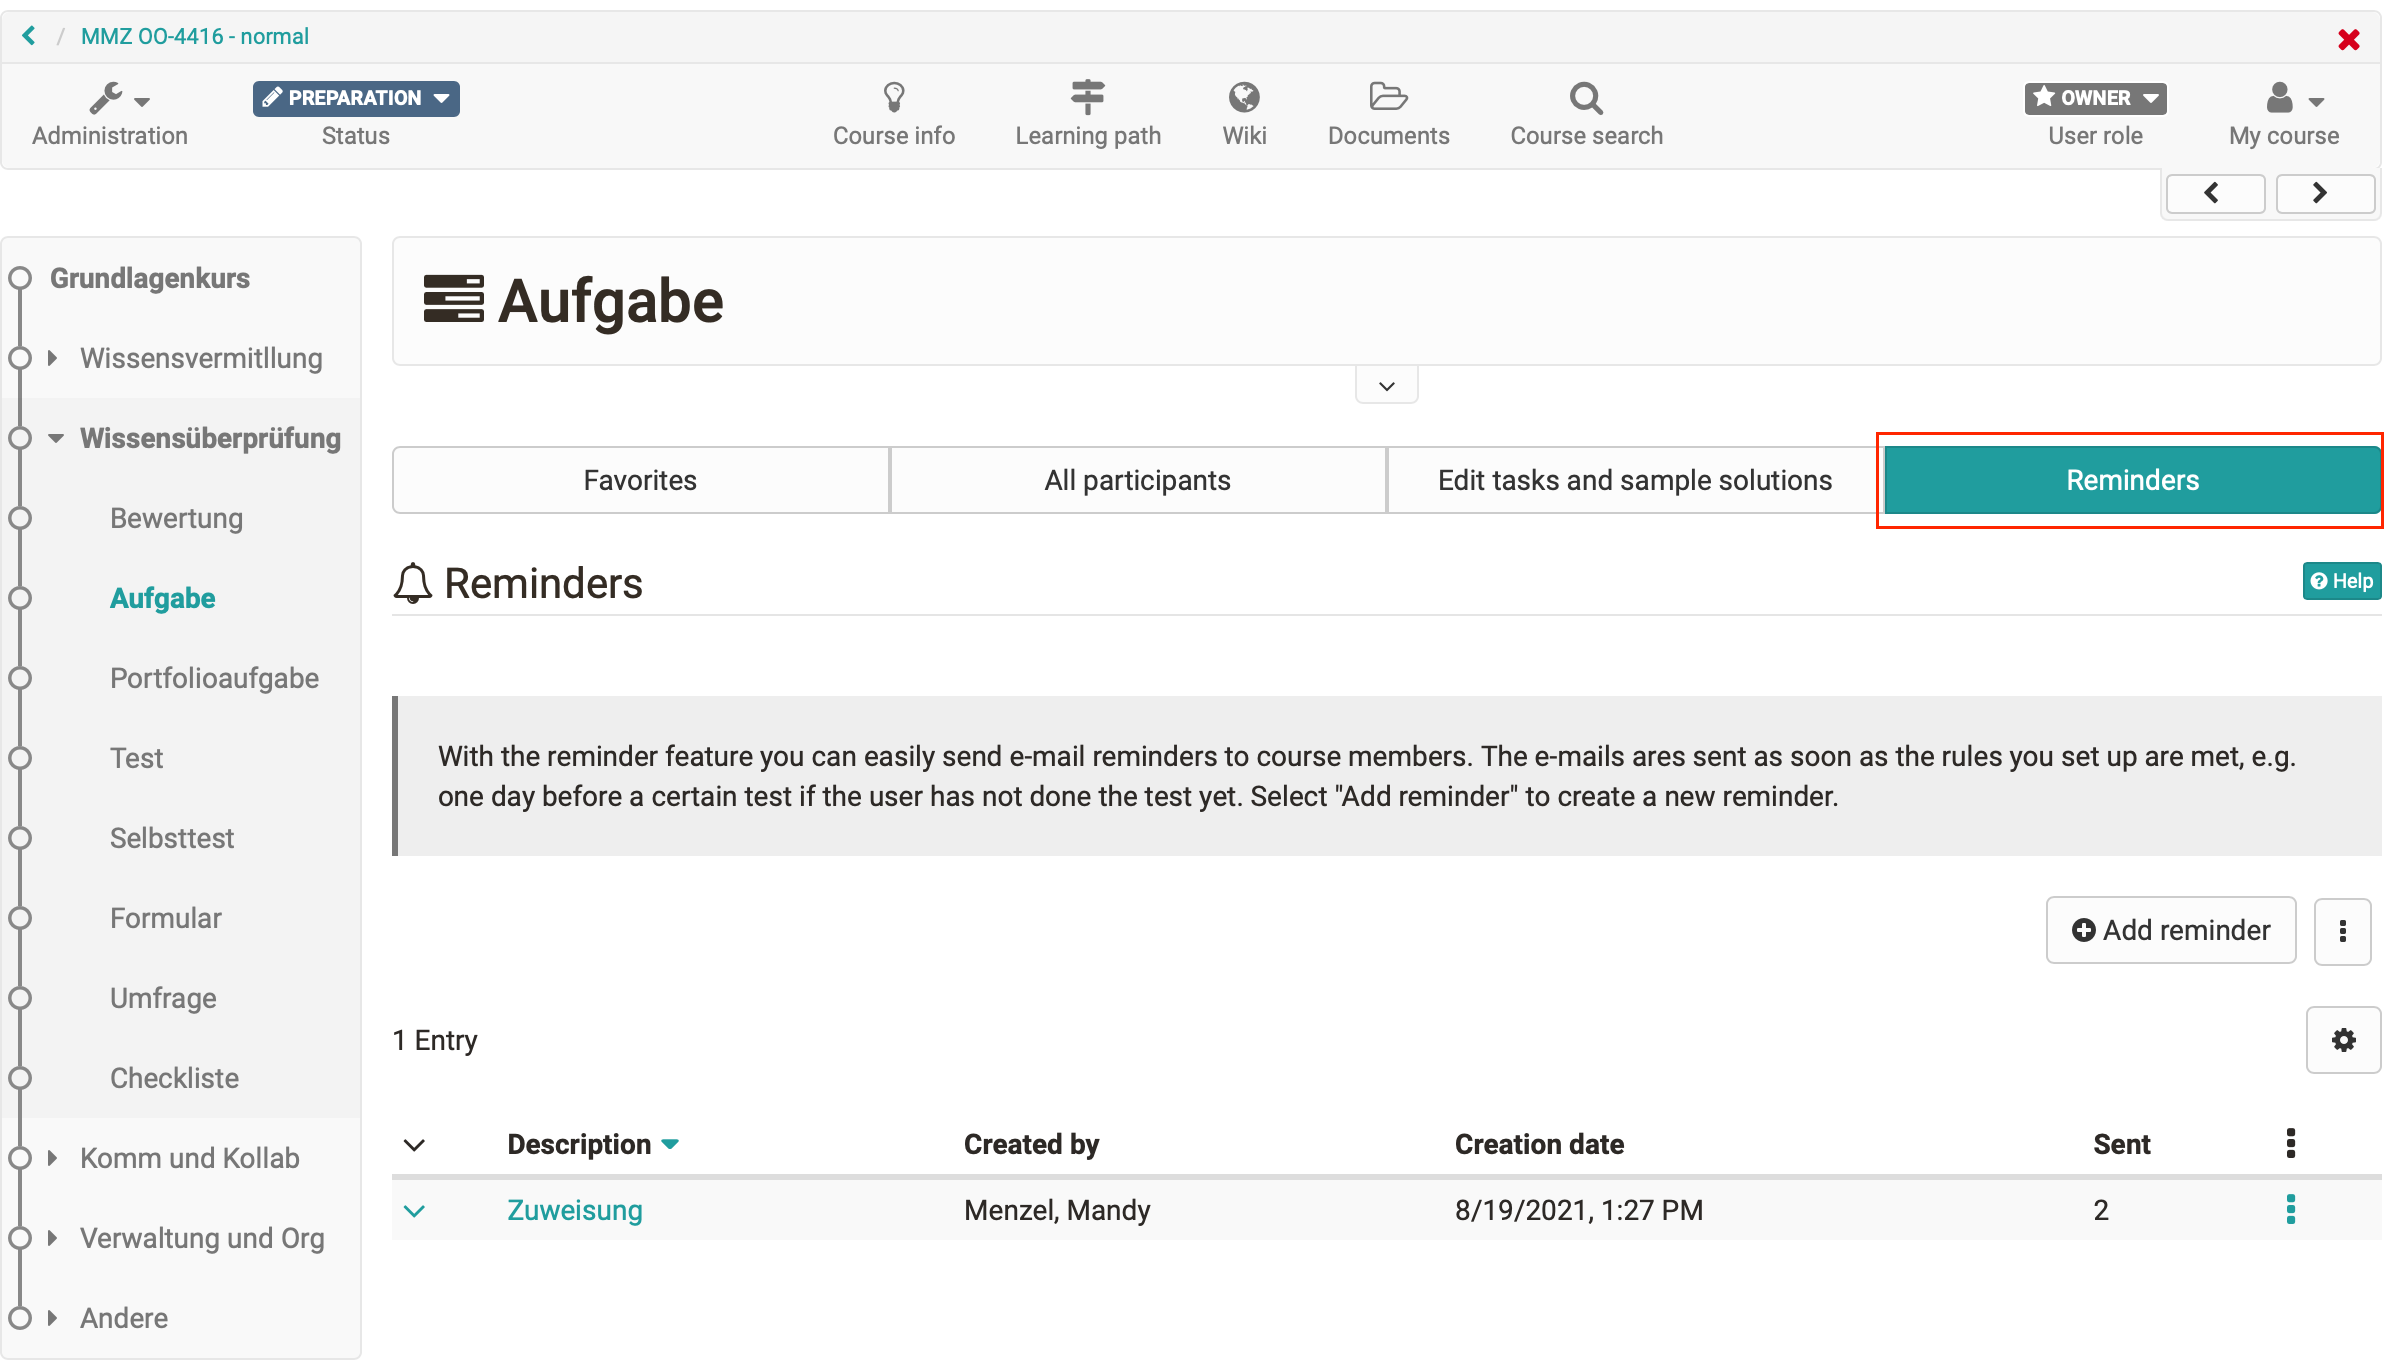 / MMZ OO-4416 - normal
Administration
PREPARATION
Status
Course info
Learning path
Wiki
Documents
Course search
OWNER
User role
My course
Grundlagenkurs
Wissensvermitllung
Wissensüberprüfung
Bewertung
Aufgabe
Portfolioaufgabe
Test
Selbsttest
Formular
Umfrage
Checkliste
Komm und Kollab
Verwaltung und Org
Andere
Aufgabe
Favorites
All participants
Edit tasks and sample solutions
Reminders
Reminders
Help
With the reminder feature you can easily send e-mail reminders to course members. The e-mails ares sent as soon as the rules you set up are met, e.g.
one day before a certain test if the user has not done the test yet. Select "Add reminder" to create a new reminder.
Add reminder
1 Entry
Description Created by Creation date Sent
Zuweisung Menzel, Mandy 8/19/2021, 1:27 PM 2